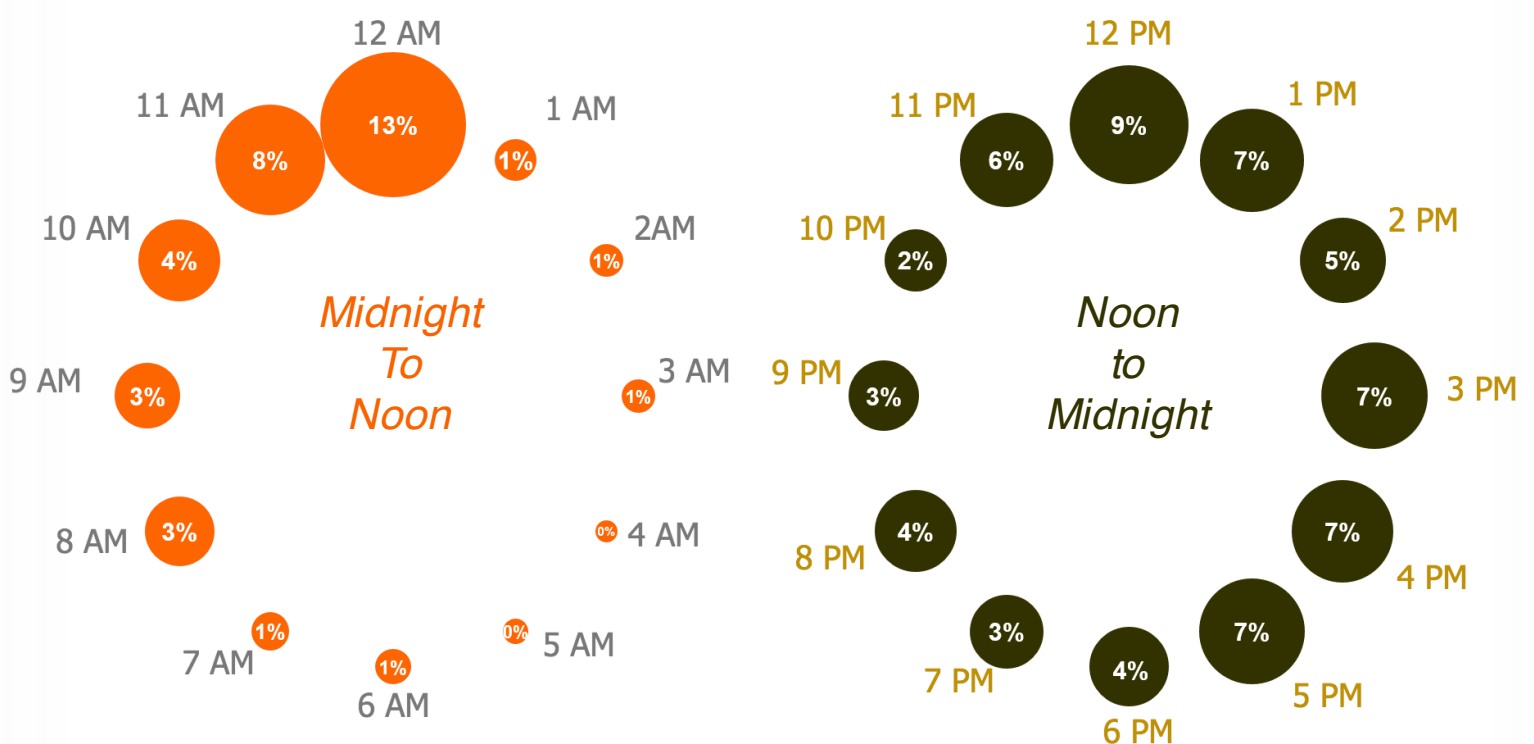 12 AM
13%
1 AM
1%
2AM
1%
3 AM
1%
4 AM
0%
5 AM
0%
6 AM
1%
7 AM
1%
8 AM
3%
9 AM
3%
10 AM
4%
11 AM
8%
Midnight
To
Noon
12 PM
9%
1 PM
7%
2 PM
5%
3 PM
7%
4 PM
7%
5 PM
7%
6 PM
4%
7 PM
3%
8 PM
4%
9 PM
3%
10 PM
2%
11 PM
6%
Noon
to
Midnight